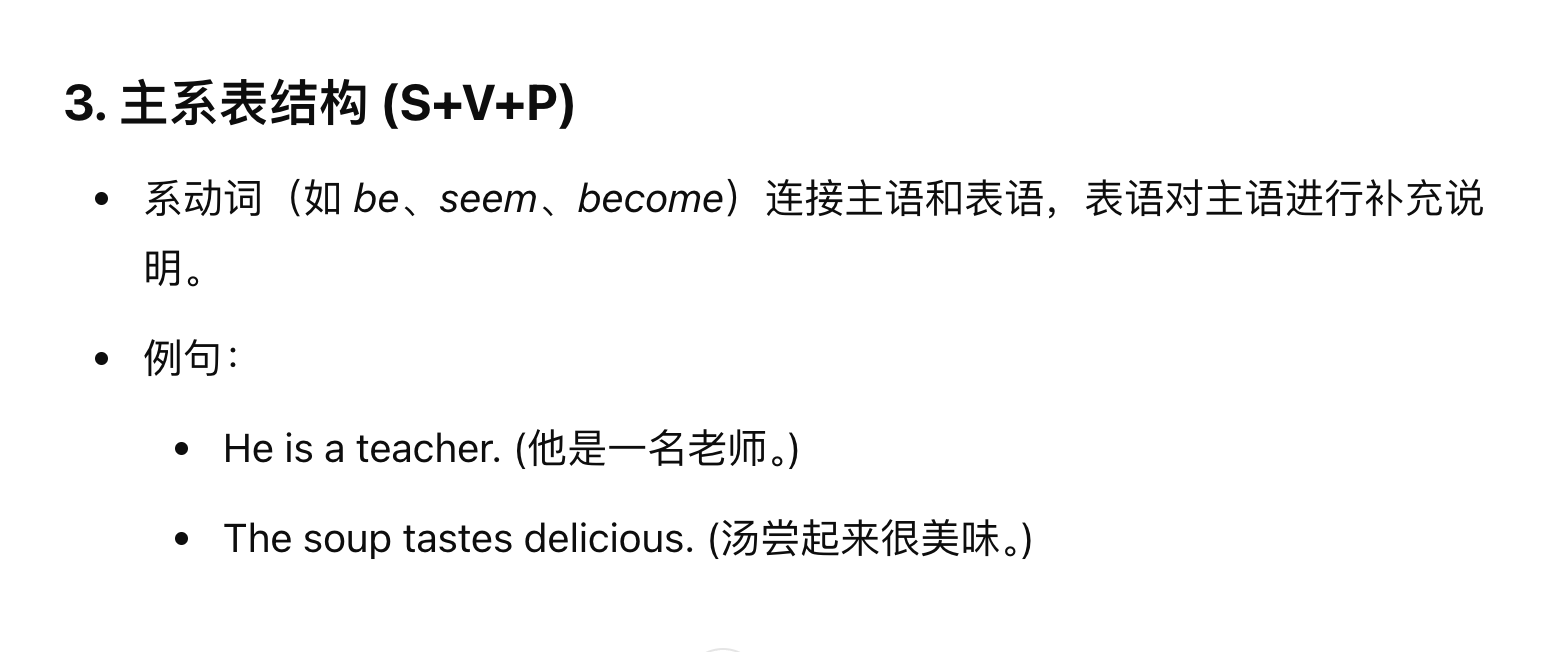 3. 主系表结构 (S+V+P)
• 系动词（如 be、seem、become）连接主语和表语，表语对主语进行补充说
明。
• 例句：
• He is a teacher. (他是一名老师。)
• The soup tastes delicious. (汤尝起来很美味。)